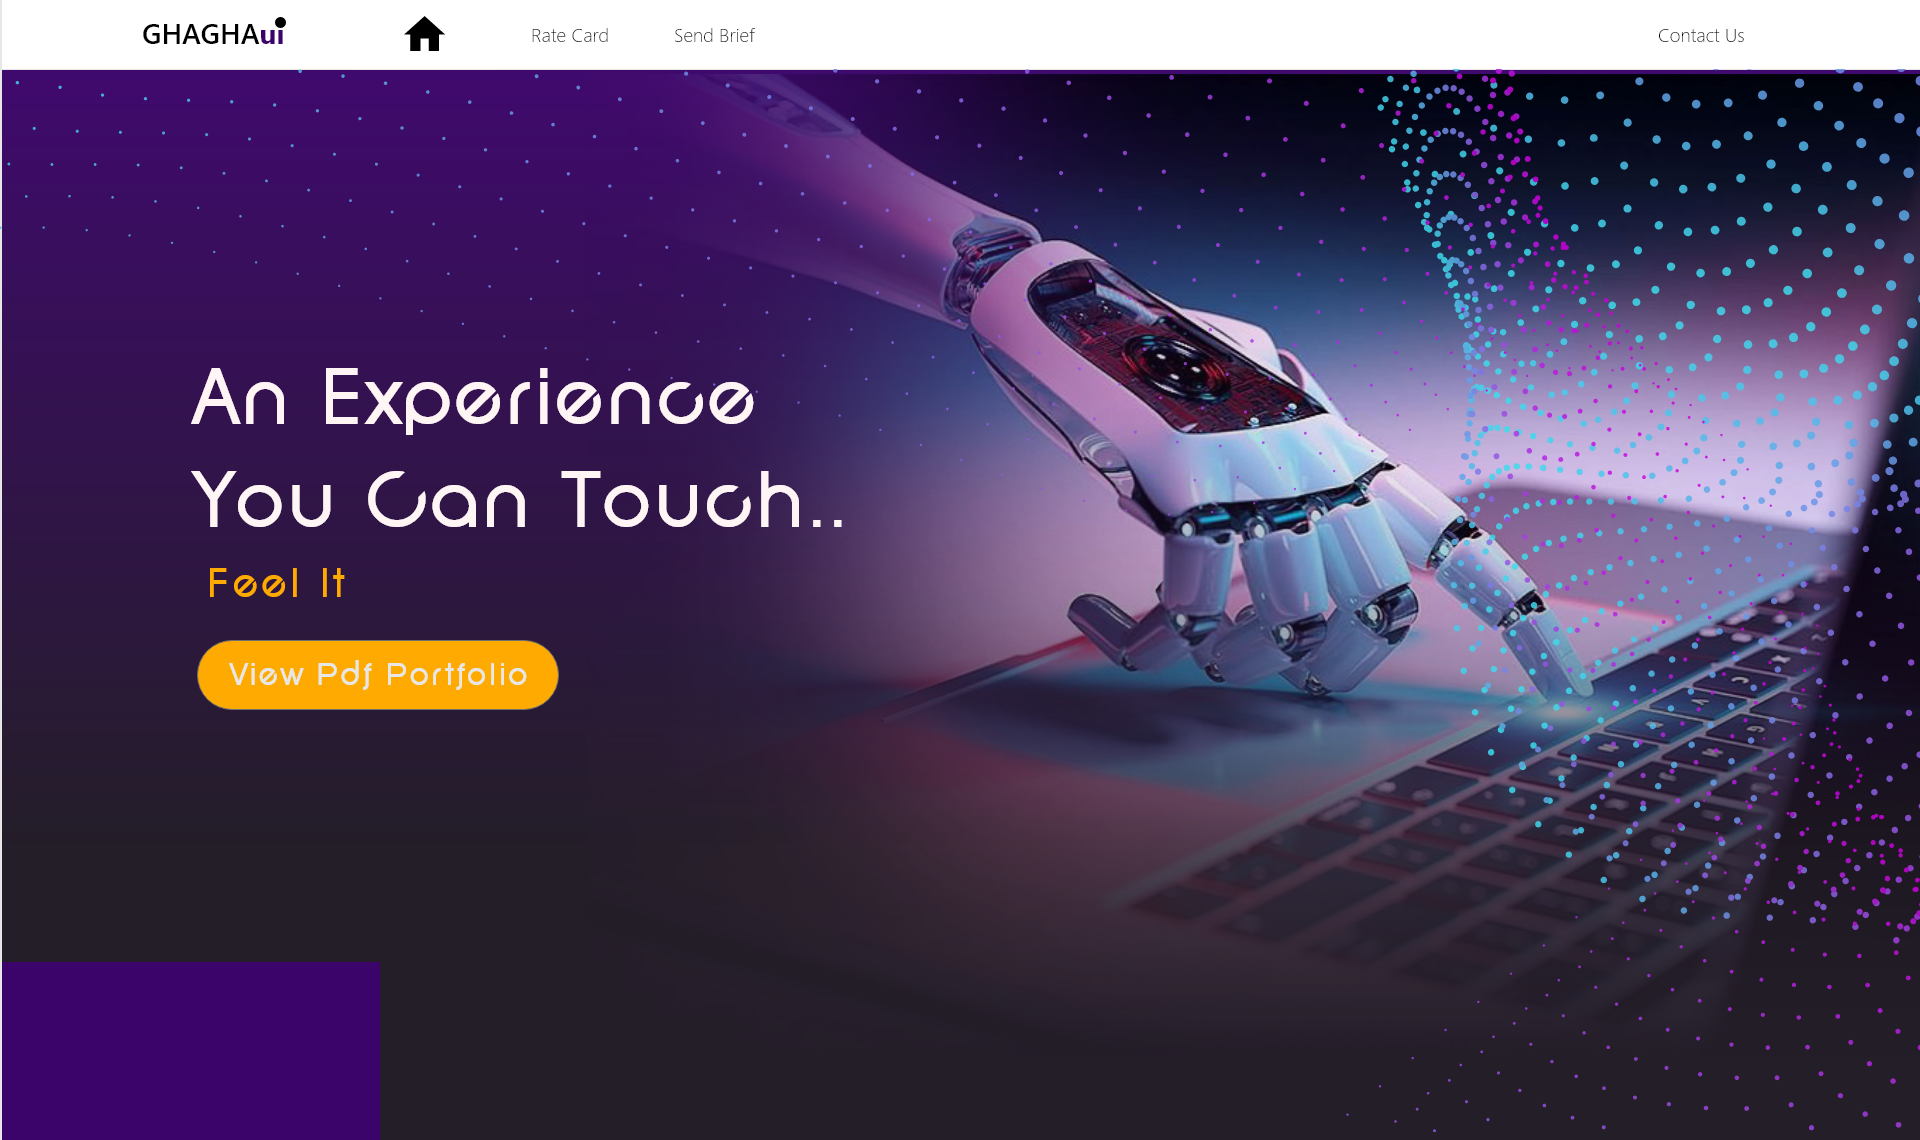 GHAGHAui
Rate Card
Send Brief
Contact Us
An Experience
You Can Touch..
Feel It
View Pdf Portfolio